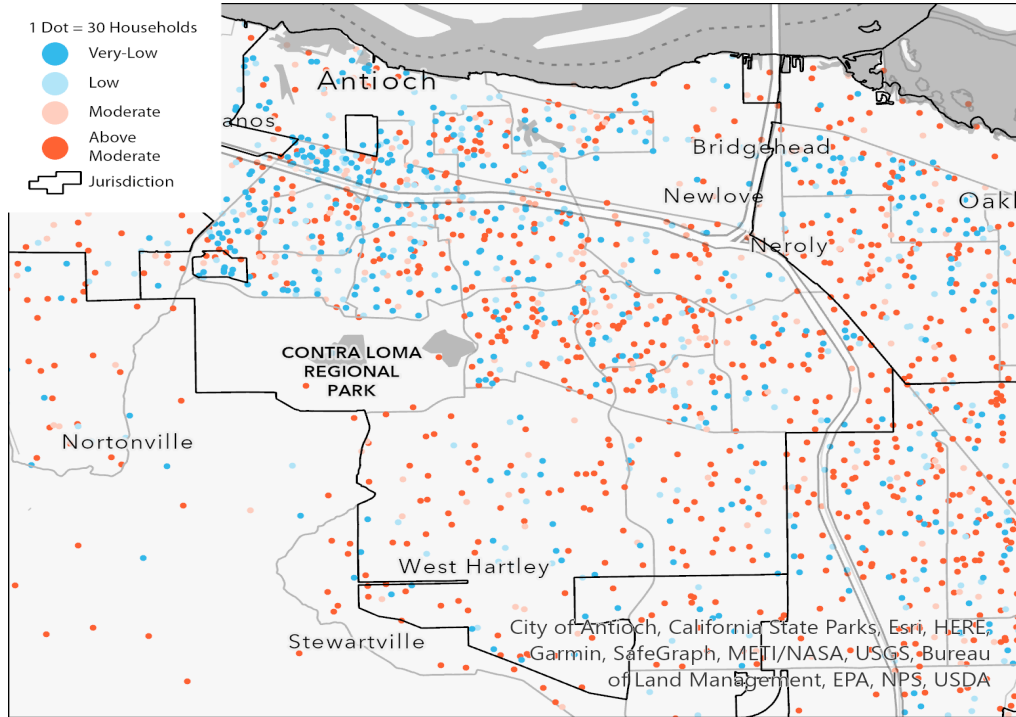 1 Dot = 30 Households
Very-Low
Low
Moderate
Above
Moderate
Jurisdiction
Antioch
anos
Bridgehead
Newlove
Oakl
Neroly
CONTRA LOMA
REGIONAL
PARK
Nortonville
West Hartley
Stewartville
City of Antioch, California State Parks, Esri, HERE,
Garmin, SafeGraph, METI/NASA, USGS, Bureau
of Land Management, EPA, NPS, USDA